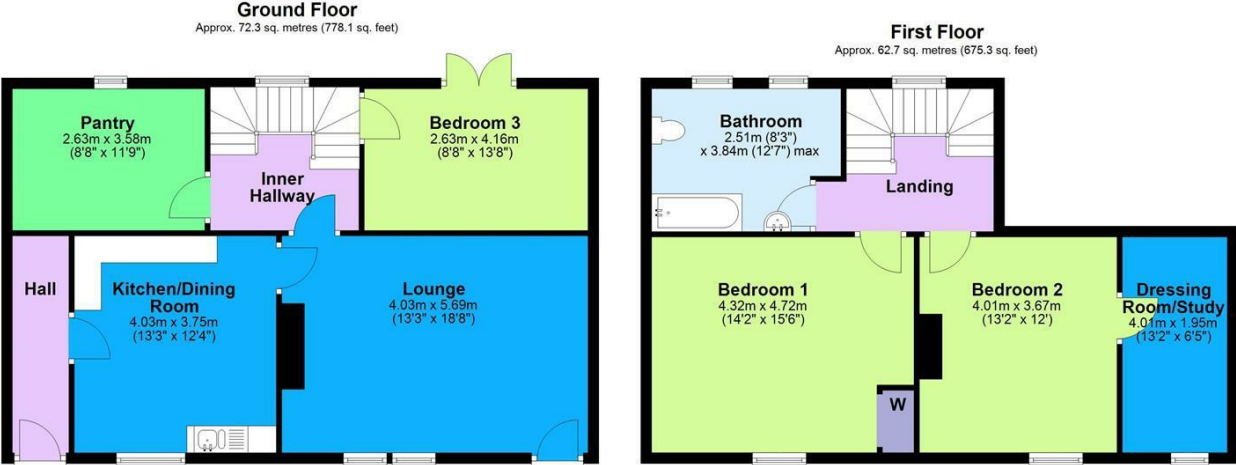 Ground Floor
Approx. 72.3 sq. metres (778.1 sq. feet)
Pantry
2.63m x 3.58m
(8'8" x 11'9")
Bedroom 3
2.63m x 4.16m
(8'8" x 13'8")
Inner
Hallway
Hall
Kitchen/Dining
Room
4.03m x 3.75m
(13'3" x 12'4")
Lounge
4.03m x 5.69m
(13'3" x 18'8")
First Floor
Approx. 62.7 sq. metres (675.3 sq. feet)
Bathroom
2.51m (8'3")
x 3.84m (12'7") max
Landing
Bedroom 1
4.32m x 4.72m
(14'2" x 15'6")
W
Bedroom 2
4.01m x 3.67m
(13'2" x 12')
Dressing
Room/Study
4.01m x 1.95m
(13'2" x 6'5")